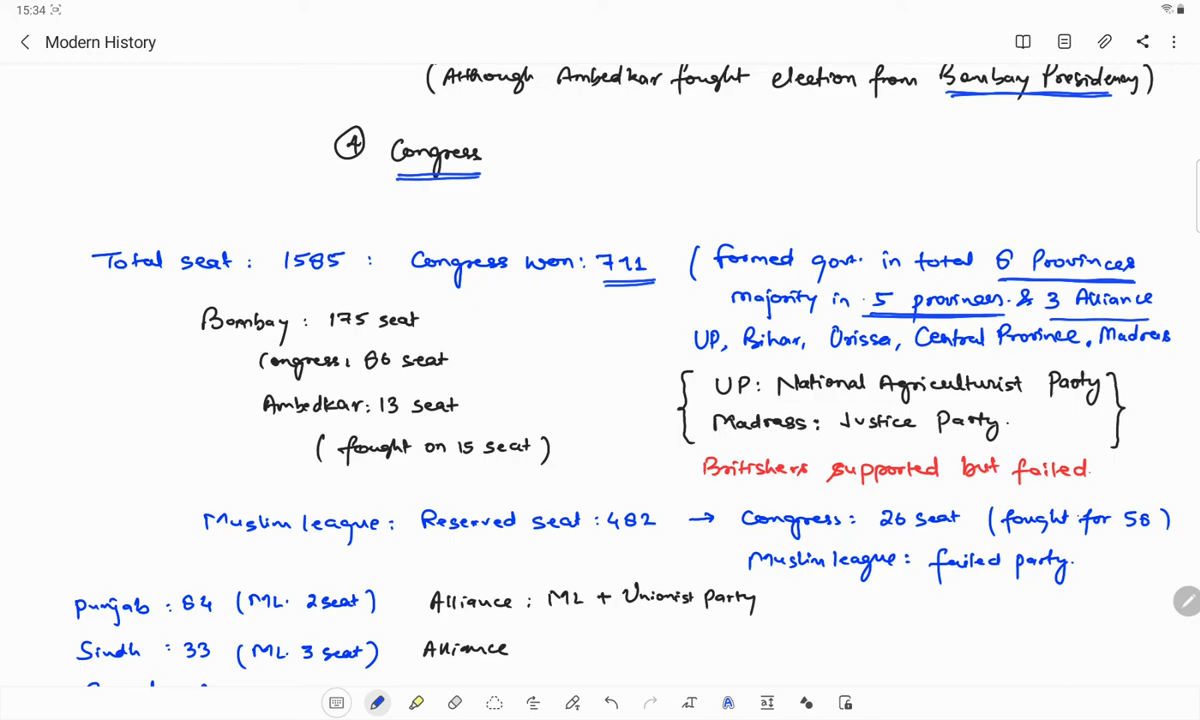 15:34
Modern History
(Although Ambedkar fought election from Bombay Presidency)
④ Congress
Total seat : 1585 : Congress won : 711 ( formed govt. in total 8 Provinces
majority in 5 provinces & 3 Alliance
Bombay : 175 seat
UP, Bihar, Orissa, Central Province, Madras
Congress : 86 seat
{ UP : National Agriculturist Party }
Ambedkar : 13 seat
Madrass : Justice Party.
( fought on 15 seat )
Britishers supported but failed.
Muslim league : Reserved seat : 482 → Congress : 26 seat ( fought for 58 )
Muslim league : failed party.
Punjab : 84 ( ML. 2 seat ) Alliance : ML + Unionist Party
Sindh : 33 ( ML. 3 seat ) Alliance